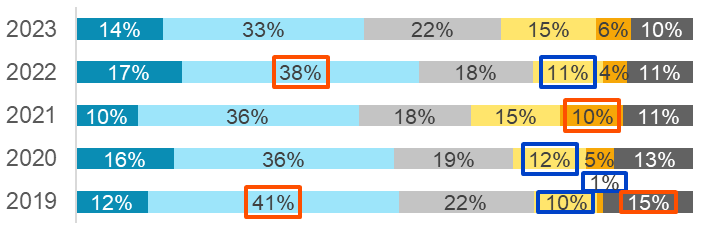 2023 14% 33% 22% 15% 6% 10%
2022 17% 38% 18% 11% 4% 11%
2021 10% 36% 18% 15% 10% 11%
2020 16% 36% 19% 12% 5% 13%
1%
2019 12% 41% 22% 10% 15%